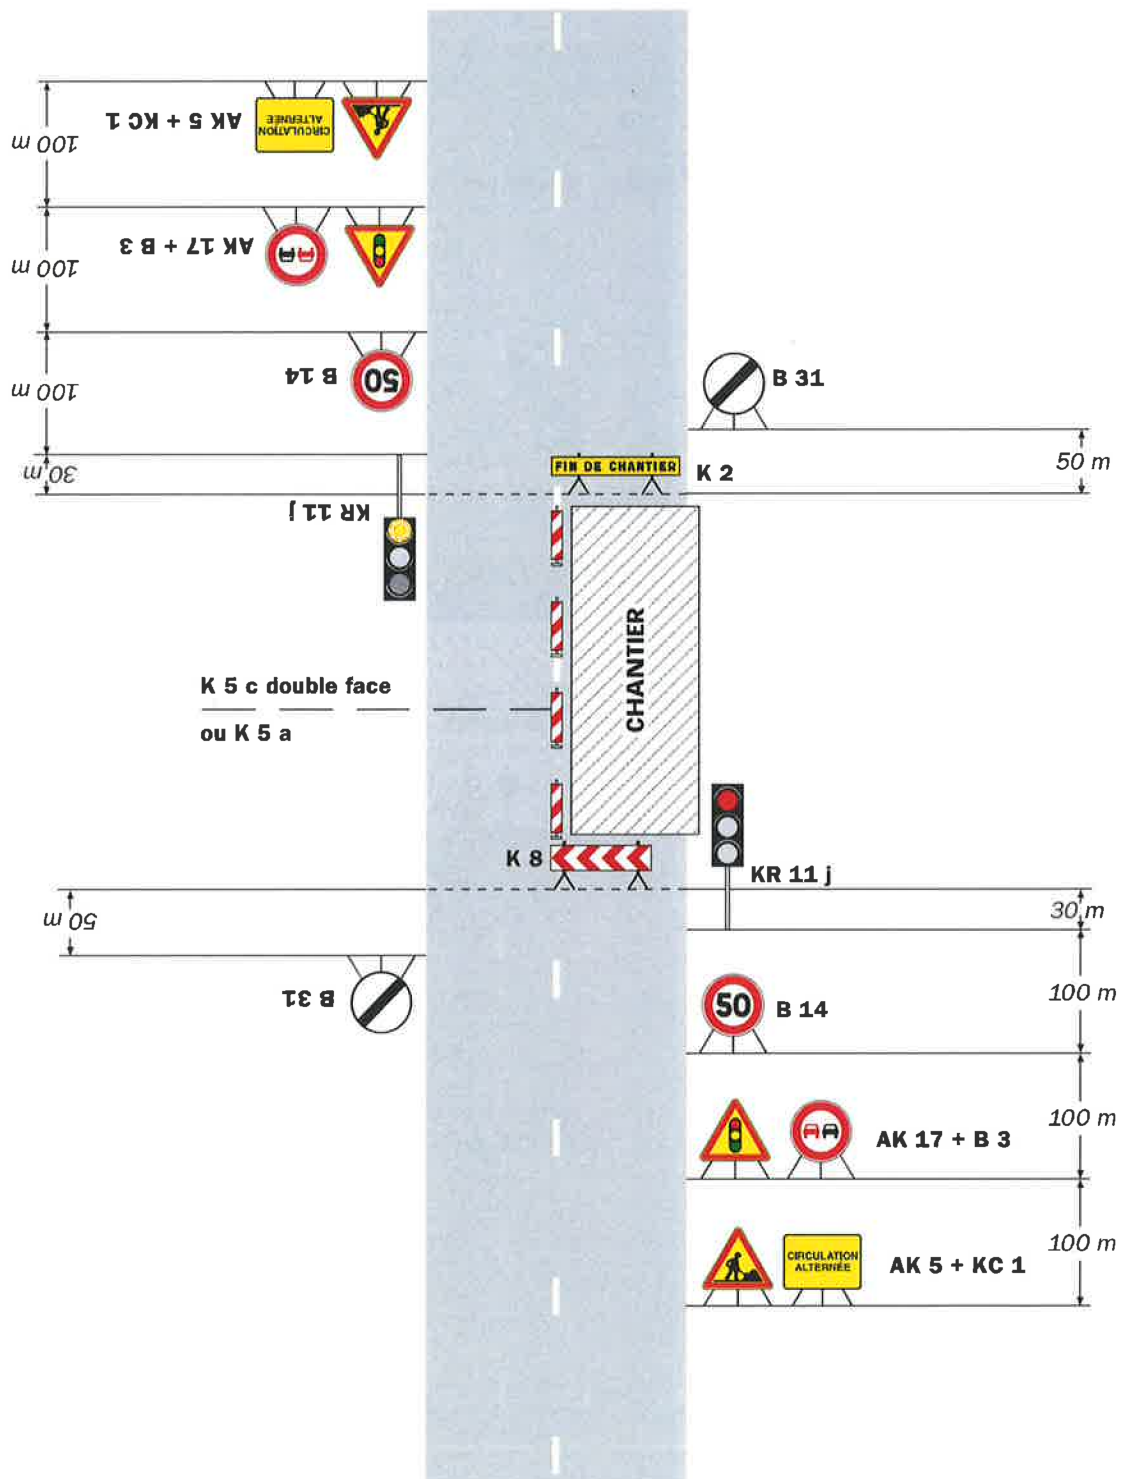 100 m
CIRCULATION
ALTERNÉE
AK 5 + KC 1
100 m
AK 17 + B 3
100 m
50
B 14
B 31
30 m
FIN DE CHANTIER
K 2
50 m
KR 11 j
CHANTIER
K 5 c double face
ou K 5 a
K 8
KR 11 j
50 m
30 m
B 31
50
B 14
100 m
AK 17 + B 3
100 m
CIRCULATION
ALTERNÉE
AK 5 + KC 1
100 m